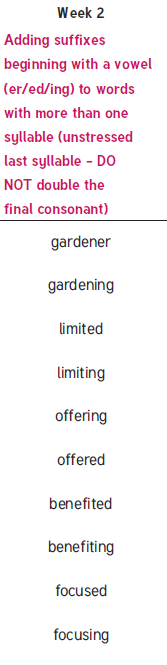 Week 2
Adding suffixes
beginning with a vowel
(er/ed/ing) to words
with more than one
syllable (unstressed
last syllable – DO
NOT double the
final consonant)
gardener
gardening
limited
limiting
offering
offered
benefited
benefiting
focused
focusing